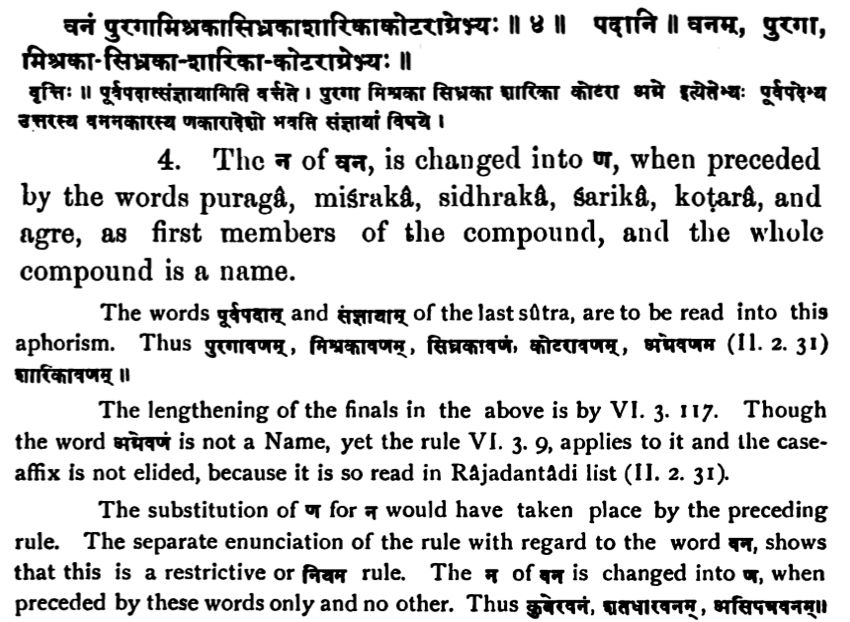 वनं पुरगामिश्रकासिध्रकाशारिकाकोटराग्रेभ्यः ॥ ४ ॥ पदानि ॥ वनम्, पुरगा,
मिश्रका-सिध्रका-शारिका-कोटराग्रेभ्यः ॥
वृत्तिः ॥ पूर्वपदात्संज्ञायामिति वर्त्तते । पुरगा मिश्रका सिध्रका शारिका कोटरा अग्रे इत्येतेभ्यः पूर्वपदेभ्य
उत्तरस्य वननकारस्य णकारादेशो भवति संज्ञायां विषये ।
4. The न of वन, is changed into ण, when preceded
by the words puragâ, miśrakâ, sidhrakâ, śarikâ, koṭarâ, and
agre, as first members of the compound, and the whole
compound is a name.
The words पूर्वपदात् and संज्ञायाम् of the last sûtra, are to be read into this
aphorism. Thus पुरगावणम्, मिश्रकावणम्, सिध्रकावणं, कोटरावणम्, अग्रेवणम (II. 2. 31)
शारिकावणम् ॥
The lengthening of the finals in the above is by VI. 3. 117. Though
the word अग्रेवणं is not a Name, yet the rule VI. 3. 9, applies to it and the case-
affix is not elided, because it is so read in Râjadantâdi list (II. 2. 31).
The substitution of ण for न would have taken place by the preceding
rule. The separate enunciation of the rule with regard to the word वन, shows
that this is a restrictive or नियम rule. The न of वन is changed into ण, when
preceded by these words only and no other. Thus कुबेरवनं, शतधारवनम्, असिपत्रवनम्॥